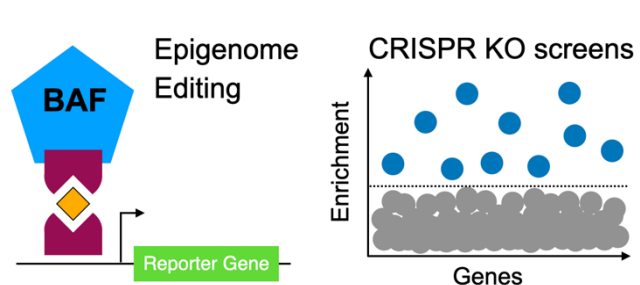 Epigenome
Editing
BAF
Reporter Gene
CRISPR KO screens
Enrichment
Genes